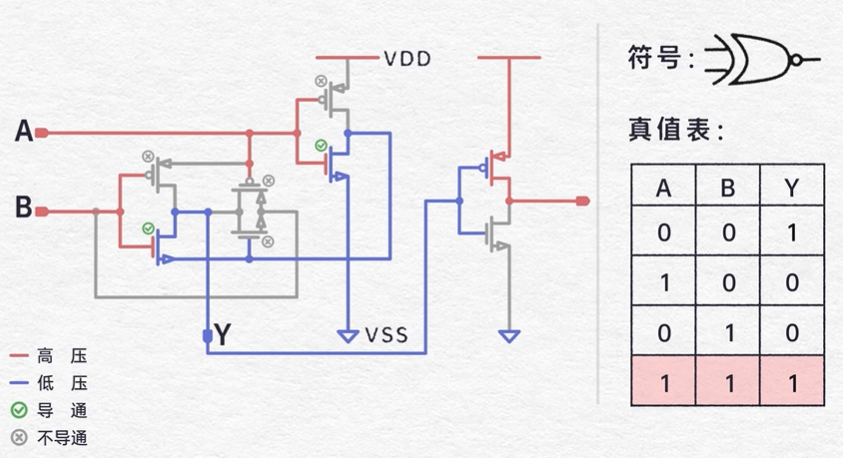 VDD
A
B
Y
VSS
高 压
低 压
导 通
不导通
符号:
真值表:
A B Y
0 0 1
1 0 0
0 1 0
1 1 1